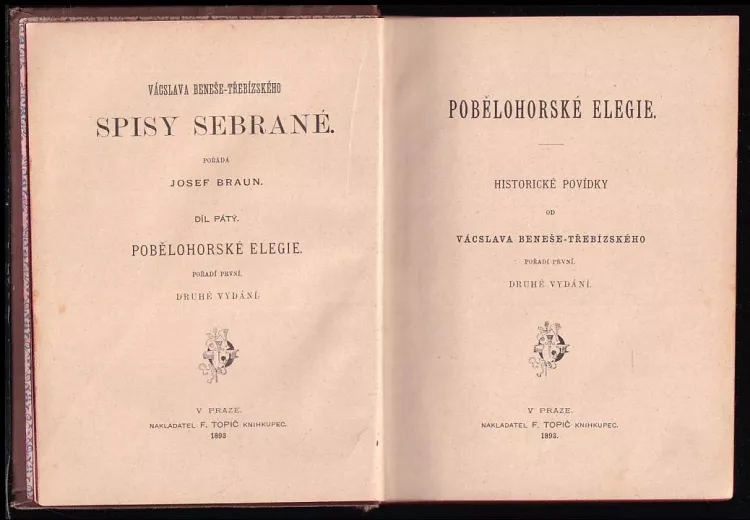 VÁCSLAVA BENEŠE-TŘEBÍZSKÉHO
SPISY SEBRANÉ.
POŘÁDÁ
JOSEF BRAUN.
DÍL PÁTÝ.
POBĚLOHORSKÉ ELEGIE.
POŘADÍ PRVNÍ.
DRUHÉ VYDÁNÍ.
V PRAZE.
NAKLADATEL F. TOPIČ KNIHKUPEC.
1893
POBĚLOHORSKÉ ELEGIE.
HISTORICKÉ POVÍDKY
OD
VÁCSLAVA BENEŠE-TŘEBÍZSKÉHO
POŘADÍ PRVNÍ.
DRUHÉ VYDÁNÍ.
V PRAZE.
NAKLADATEL F. TOPIČ KNIHKUPEC.
1893.